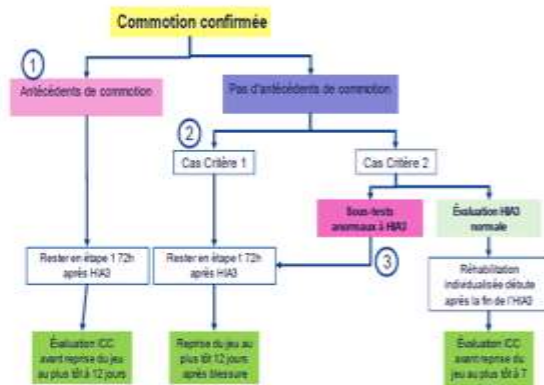 Commotion confirmée
1
Antécédents de commotion
Pas d'antécédents de commotion
2
Cas Critère 1
Cas Critère 2
Sous-tests
anormaux à HIA3
Évaluation HIA3
normale
3
Rester en étape 1 72h
après HIA3
Rester en étape 1 72h
après HIA3
Réhabilitation
individualisée débute
après la fin de l'HIA3
Évaluation ICC
avant reprise du jeu
au plus tôt à 12 jours
Reprise du jeu au
plus tôt 12 jours
après blessure
Évaluation ICC
avant reprise du
jeu au plus tôt à 7